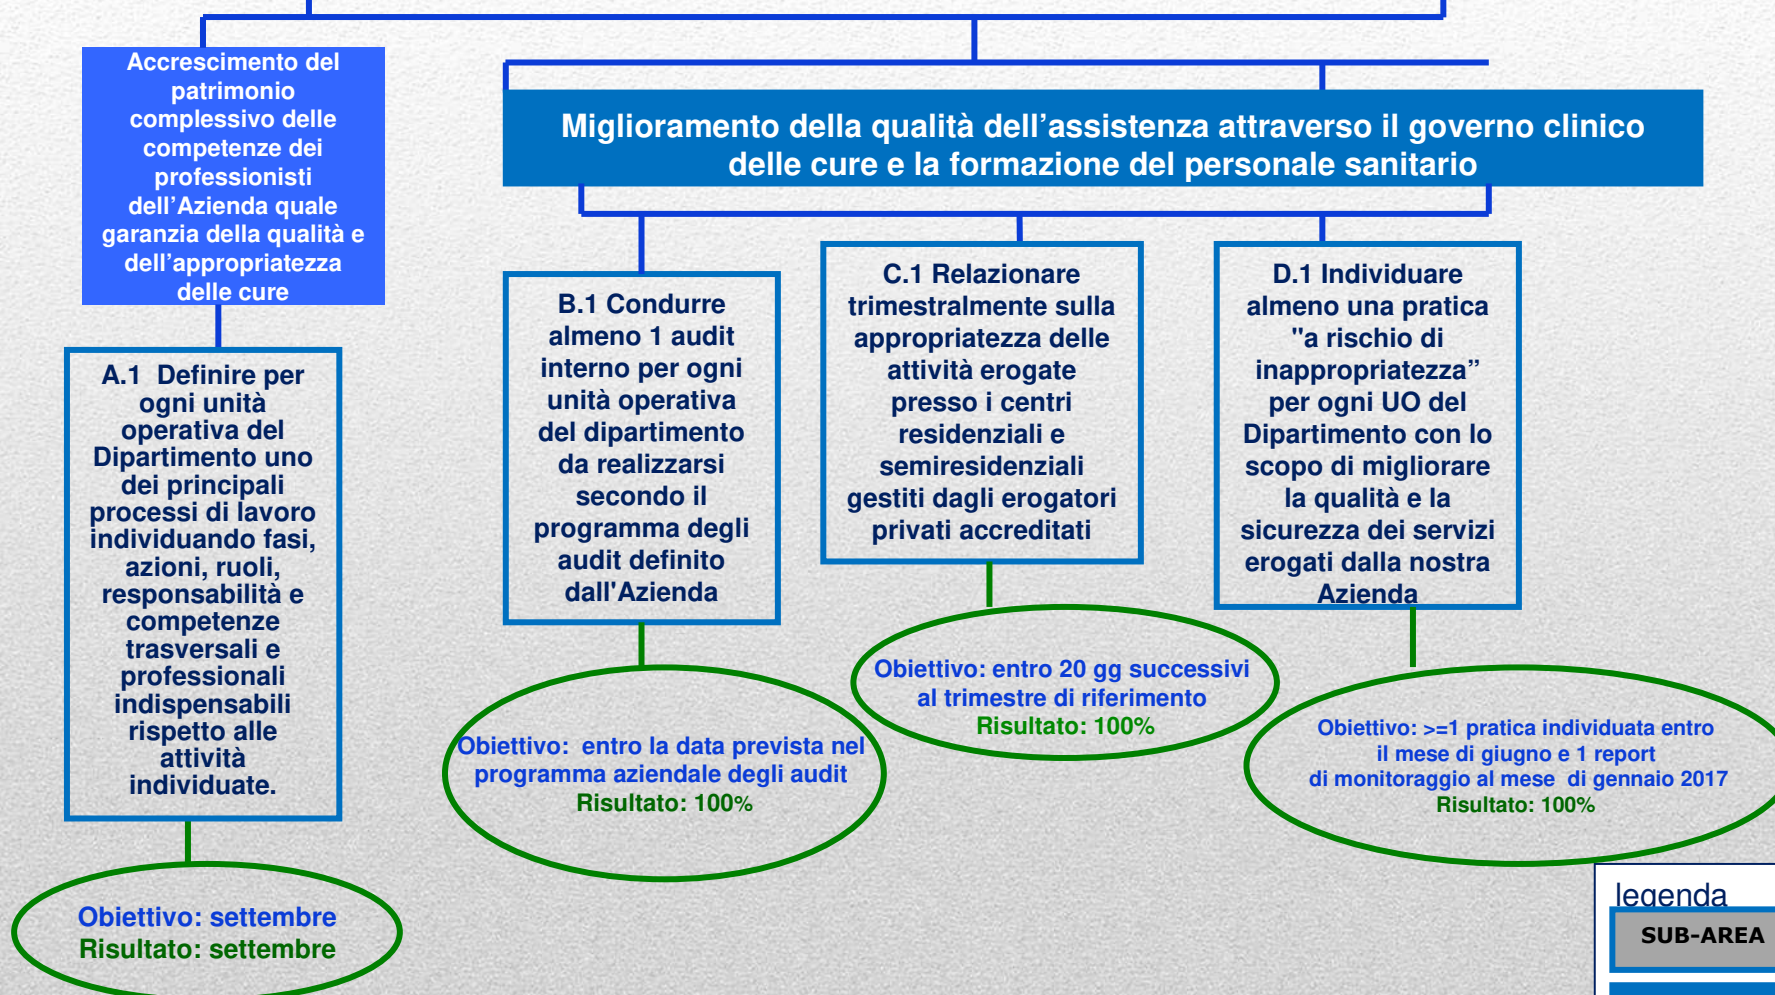 Accrescimento del
patrimonio
complessivo delle
competenze dei
professionisti
dell’Azienda quale
garanzia della qualità e
dell’appropriatezza
delle cure
Miglioramento della qualità dell’assistenza attraverso il governo clinico
delle cure e la formazione del personale sanitario
A.1 Definire per
ogni unità
operativa del
Dipartimento uno
dei principali
processi di lavoro
individuando fasi,
azioni, ruoli,
responsabilità e
competenze
trasversali e
professionali
indispensabili
rispetto alle
attività
individuate.
B.1 Condurre
almeno 1 audit
interno per ogni
unità operativa
del dipartimento
da realizzarsi
secondo il
programma degli
audit definito
dall'Azienda
C.1 Relazionare
trimestralmente sulla
appropriatezza delle
attività erogate
presso i centri
residenziali e
semiresidenziali
gestiti dagli erogatori
privati accreditati
D.1 Individuare
almeno una pratica
"a rischio di
inappropriatezza”
per ogni UO del
Dipartimento con lo
scopo di migliorare
la qualità e la
sicurezza dei servizi
erogati dalla nostra
Azienda
Obiettivo: settembre
Risultato: settembre
Obiettivo: entro la data prevista nel
programma aziendale degli audit
Risultato: 100%
Obiettivo: entro 20 gg successivi
al trimestre di riferimento
Risultato: 100%
Obiettivo: >=1 pratica individuata entro
il mese di giugno e 1 report
di monitoraggio al mese di gennaio 2017
Risultato: 100%
legenda
SUB-AREA